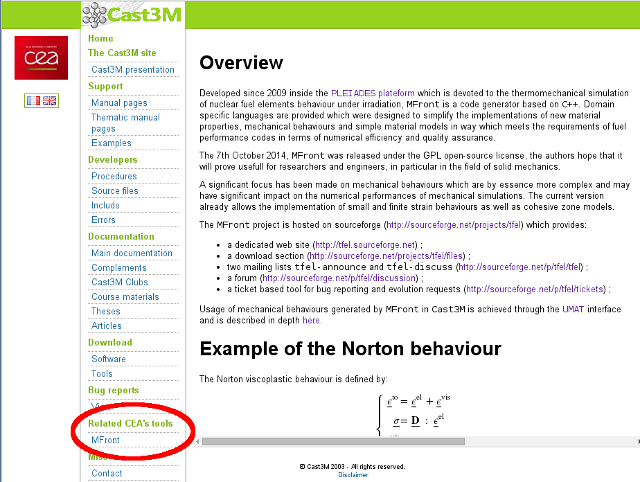 Cast3M
cea
Home
The Cast3M site
Cast3M presentation
Support
Manual pages
Thematic manual
pages
Examples
Developers
Procedures
Source files
Include
Errors
Documentation
Main documentation
Complements
Cast3M Clubs
Course materials
Theses
Articles
Download
Software
Tools
Bug reports
Related CEA's tools
MFront
Contact
Overview
Developed since 2009 inside the PLEIADES plateform which is devoted to the thermomechanical simulation
of nuclear fuel elements behaviour under irradiation, MFront is a code generator based on C++. Domain
specific languages are provided which were designed to simplify the implementations of new material
properties, mechanical behaviours and simple material models in way which meets the requirements of fuel
performance codes in terms of numerical efficiency and quality assurance.
The 7th October 2014, MFront was released under the GPL open-source license, the authors hope that it
will prove usefull for researchers and engineers, in particular in the field of solid mechanics.
A significant focus has been made on mechanical behaviours which are by essence more complex and may
have significant impact on the numerical performances of mechanical simulations. The current version
already allows the implementation of small and finite strain behaviours as well as cohesive zone models.
The MFront project is hosted on sourceforge (http://sourceforge.net/projects/tfel) which provides:
• a dedicated web site (http://tfel.sourceforge.net) ;
• a download section (http://sourceforge.net/projects/tfel/files) ;
• two mailing lists tfel-announce and tfel-discuss (http://sourceforge.net/p/tfel/tfel) ;
• a forum (http://sourceforge.net/p/tfel/discussion) ;
• a ticket based tool for bug reporting and evolution requests (http://sourceforge.net/p/tfel/tickets) ;
Usage of mechanical behaviours generated by MFront in Cast3M is achieved through the UMAT interface
and is described in depth here.
Example of the Norton behaviour
The Norton viscoplastic behaviour is defined by:
ϵ^to = ϵ^el + ϵ^vis
σ = D : ϵ^el
© Cast3M 2003 - All rights reserved.
Disclaimer